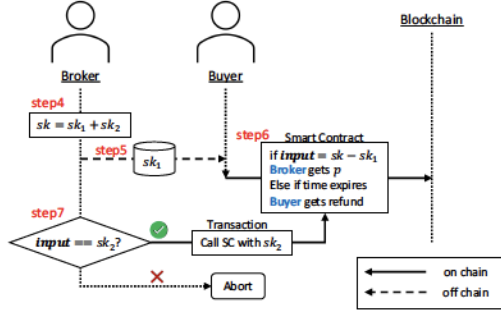 Blockchain
Broker
Buyer
step4
sk = sk₁ + sk₂
step5
sk₁
step6
Smart Contract
if input = sk − sk₁
Broker gets p
Else if time expires
Buyer gets refund
step7
input == sk₂?
Transaction
Call SC with sk₂
Abort
on chain
off chain